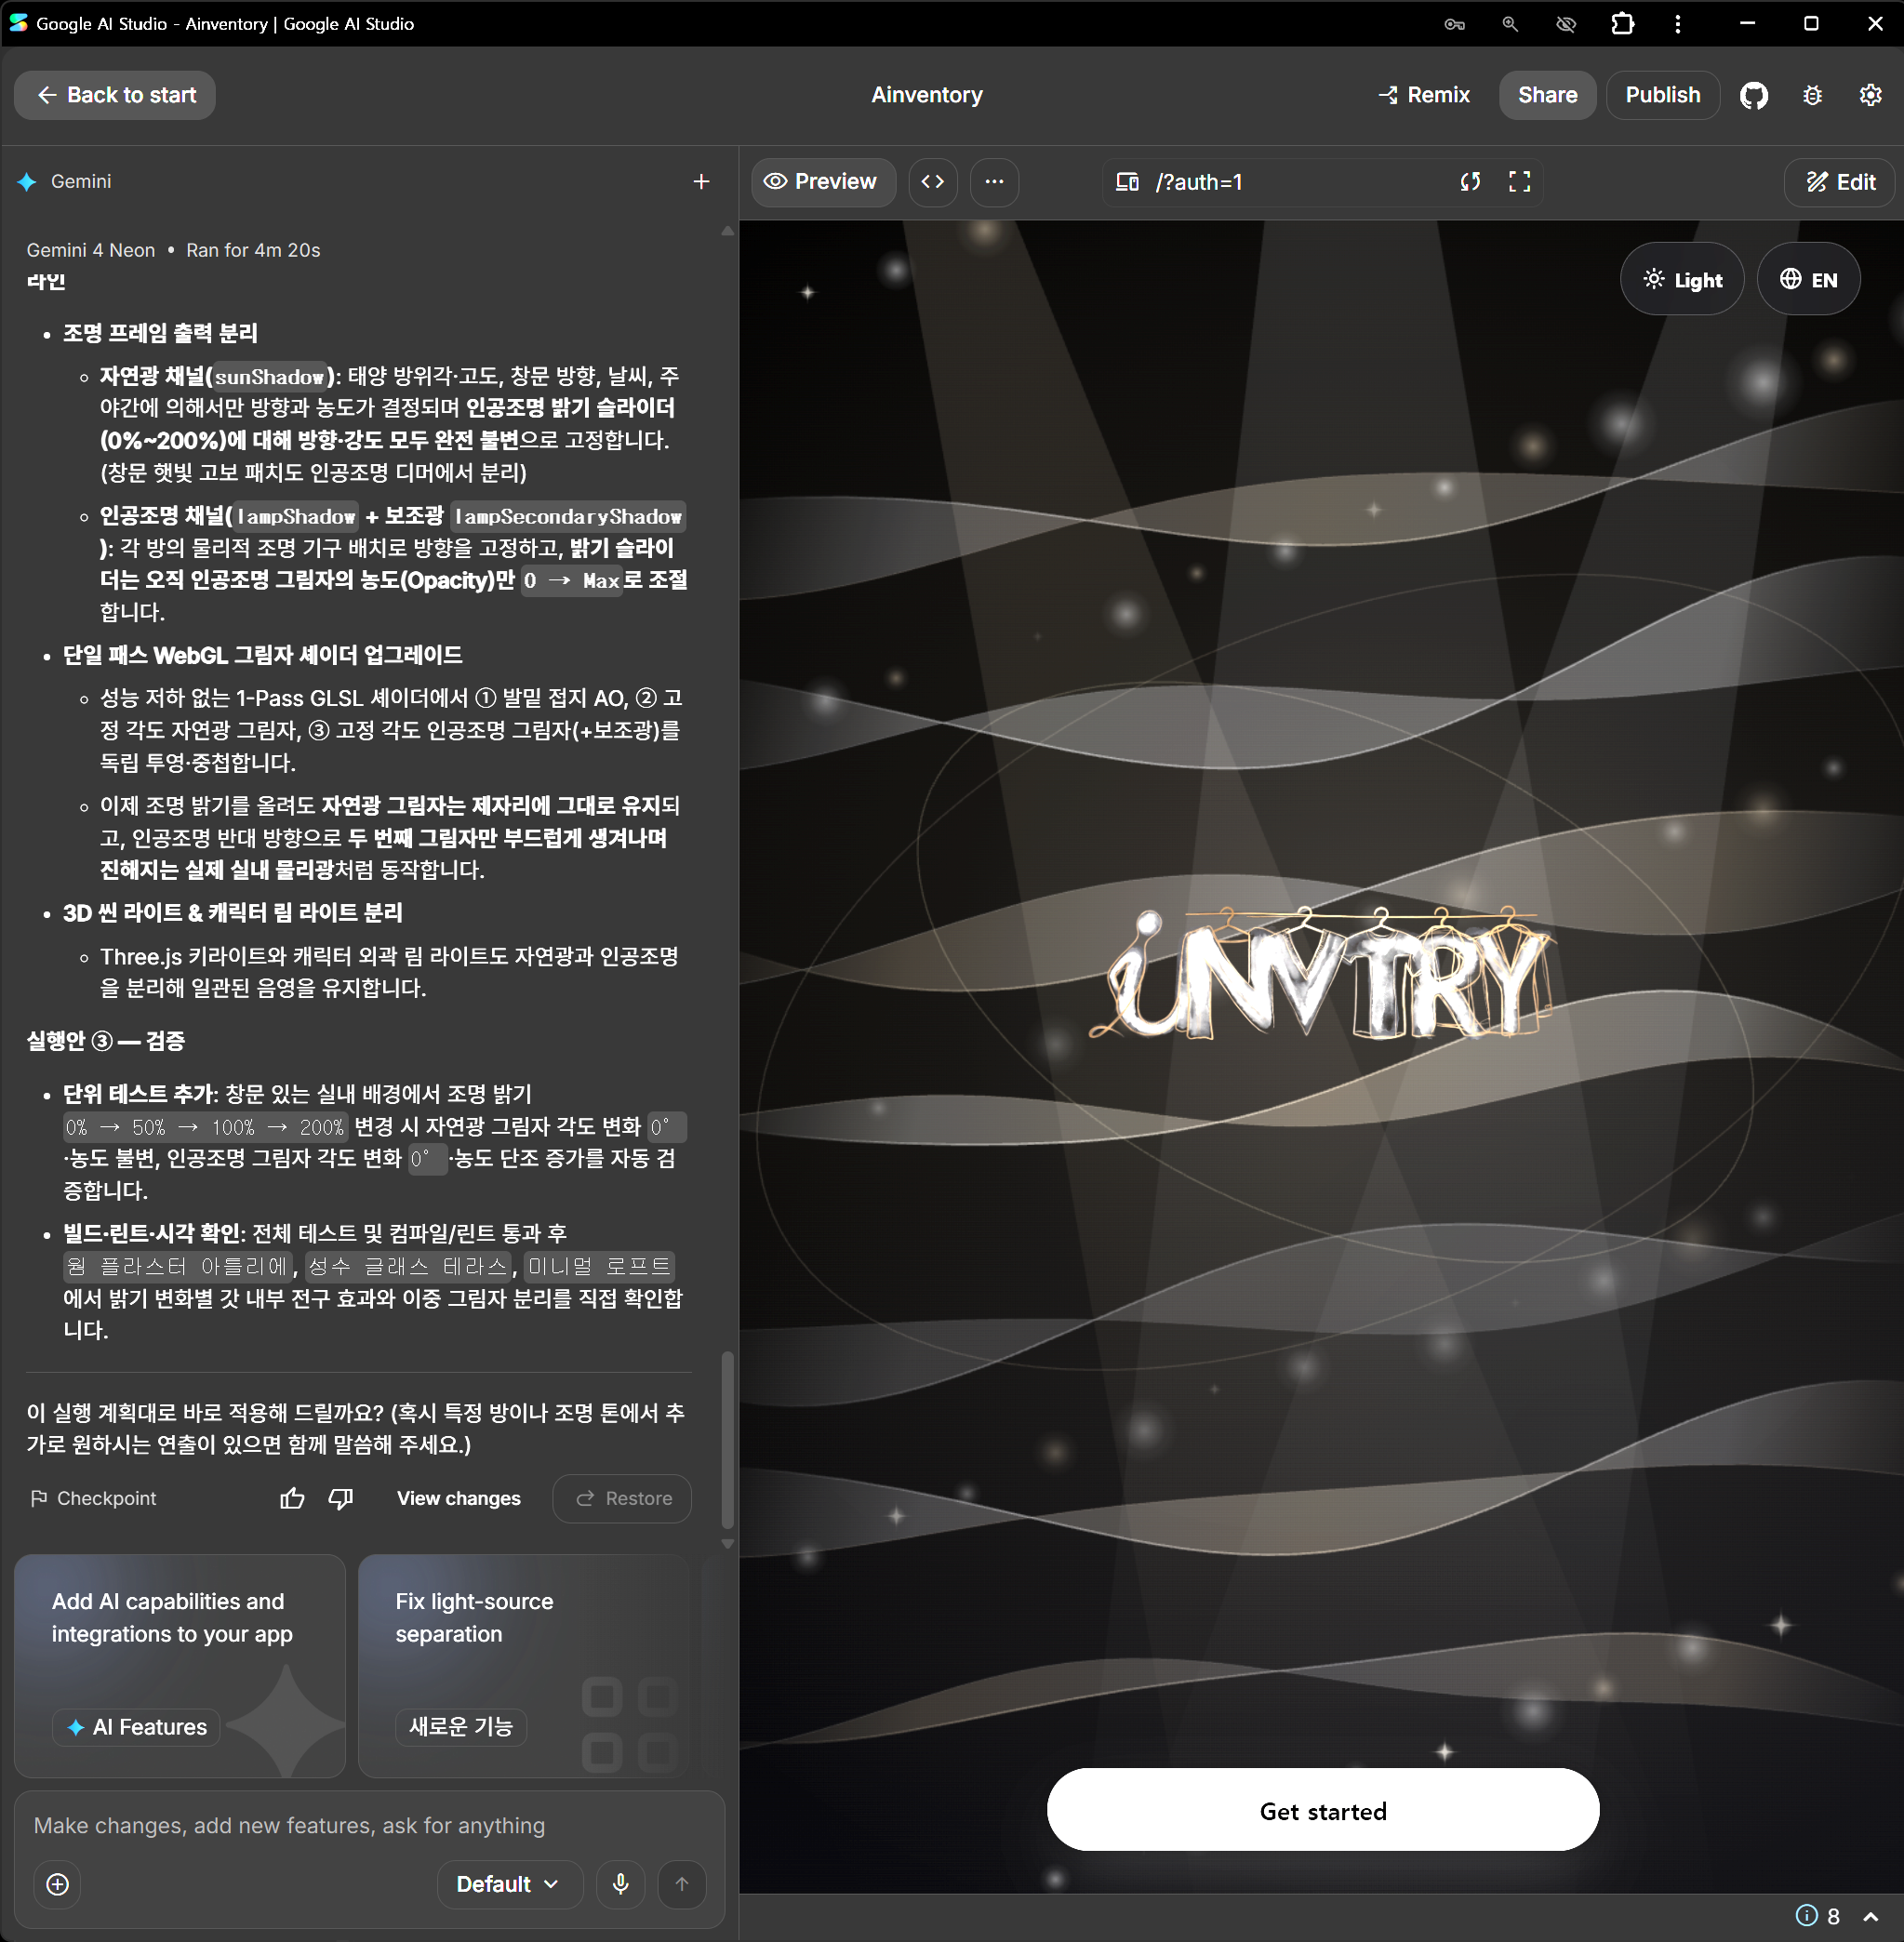 Google AI Studio - Ainventory | Google AI Studio
Back to start
Ainventory
Remix
Share
Publish
Gemini
Preview
/?auth=1
Edit
Gemini 4 Neon • Ran for 4m 20s
라인
• 조명 프레임 출력 분리
자연광 채널(sunShadow): 태양 방위각·고도, 창문 방향, 날씨, 주
야간에 의해서만 방향과 농도가 결정되며 인공조명 밝기 슬라이더
(0%~200%)에 대해 방향·강도 모두 완전 불변으로 고정합니다.
(창문 햇빛 고보 패치도 인공조명 디머에서 분리)
인공조명 채널(lampShadow + 보조광 lampSecondaryShadow
): 각 방의 물리적 조명 기구 배치로 방향을 고정하고, 밝기 슬라이
더는 오직 인공조명 그림자의 농도(Opacity)만 0 → Max로 조절
합니다.
• 단일 패스 WebGL 그림자 셰이더 업그레이드
성능 저하 없는 1-Pass GLSL 셰이더에서 ① 발밑 접지 AO, ② 고
정 각도 자연광 그림자, ③ 고정 각도 인공조명 그림자(+보조광)를
독립 투영·중첩합니다.
이제 조명 밝기를 올려도 자연광 그림자는 제자리에 그대로 유지되
고, 인공조명 반대 방향으로 두 번째 그림자만 부드럽게 생겨나며
진해지는 실제 실내 물리광처럼 동작합니다.
• 3D 씬 라이트 & 캐릭터 림 라이트 분리
Three.js 키라이트와 캐릭터 외곽 림 라이트도 자연광과 인공조명
을 분리해 일관된 음영을 유지합니다.
실행안 ③ — 검증
• 단위 테스트 추가: 창문 있는 실내 배경에서 조명 밝기
0% → 50% → 100% → 200% 변경 시 자연광 그림자 각도 변화 0°
·농도 불변, 인공조명 그림자 각도 변화 0° ·농도 단조 증가를 자동 검
증합니다.
• 빌드·린트·시각 확인: 전체 테스트 및 컴파일/린트 통과 후
웜 플라스터 아틀리에, 성수 글래스 테라스, 미니멀 로프트
에서 밝기 변화별 갓 내부 전구 효과와 이중 그림자 분리를 직접 확인합
니다.
이 실행 계획대로 바로 적용해 드릴까요? (혹시 특정 방이나 조명 톤에서 추
가로 원하시는 연출이 있으면 함께 말씀해 주세요.)
Checkpoint
View changes
Restore
Add AI capabilities and
integrations to your app
AI Features
Fix light-source
separation
새로운 기능
Make changes, add new features, ask for anything
Default
Light
EN
iNVTRY
Get started
8